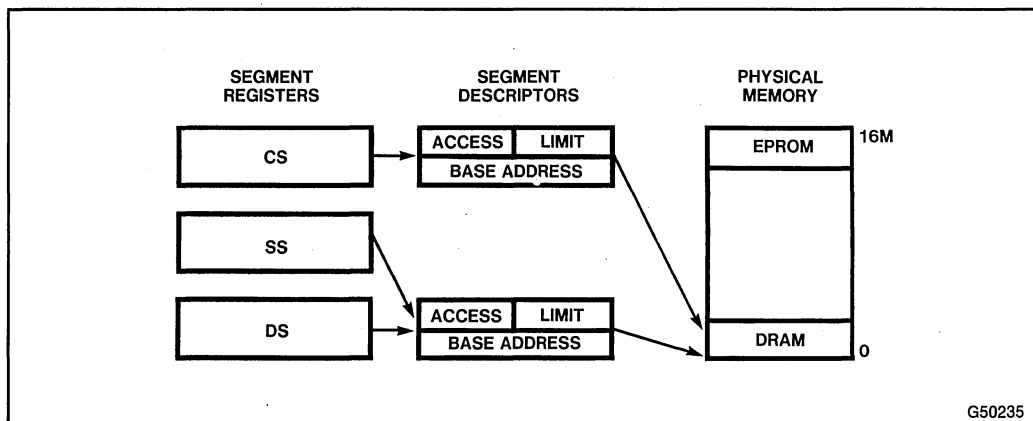 SEGMENT
REGISTERS
SEGMENT
DESCRIPTORS
PHYSICAL
MEMORY
CS
ACCESS
LIMIT
BASE ADDRESS
EPROM
16M
SS
DS
ACCESS
LIMIT
BASE ADDRESS
DRAM
0
G50235